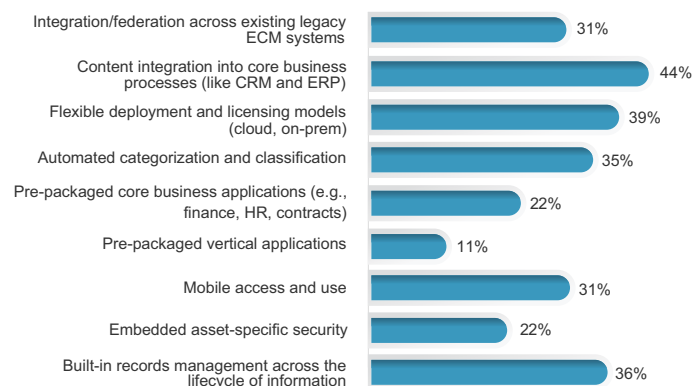 Integration/federation across existing legacy
ECM systems
31%
Content integration into core business
processes (like CRM and ERP)
44%
Flexible deployment and licensing models
(cloud, on-prem)
39%
Automated categorization and classification
35%
Pre-packaged core business applications (e.g.,
finance, HR, contracts)
22%
Pre-packaged vertical applications
11%
Mobile access and use
31%
Embedded asset-specific security
22%
Built-in records management across the
lifecycle of information
36%